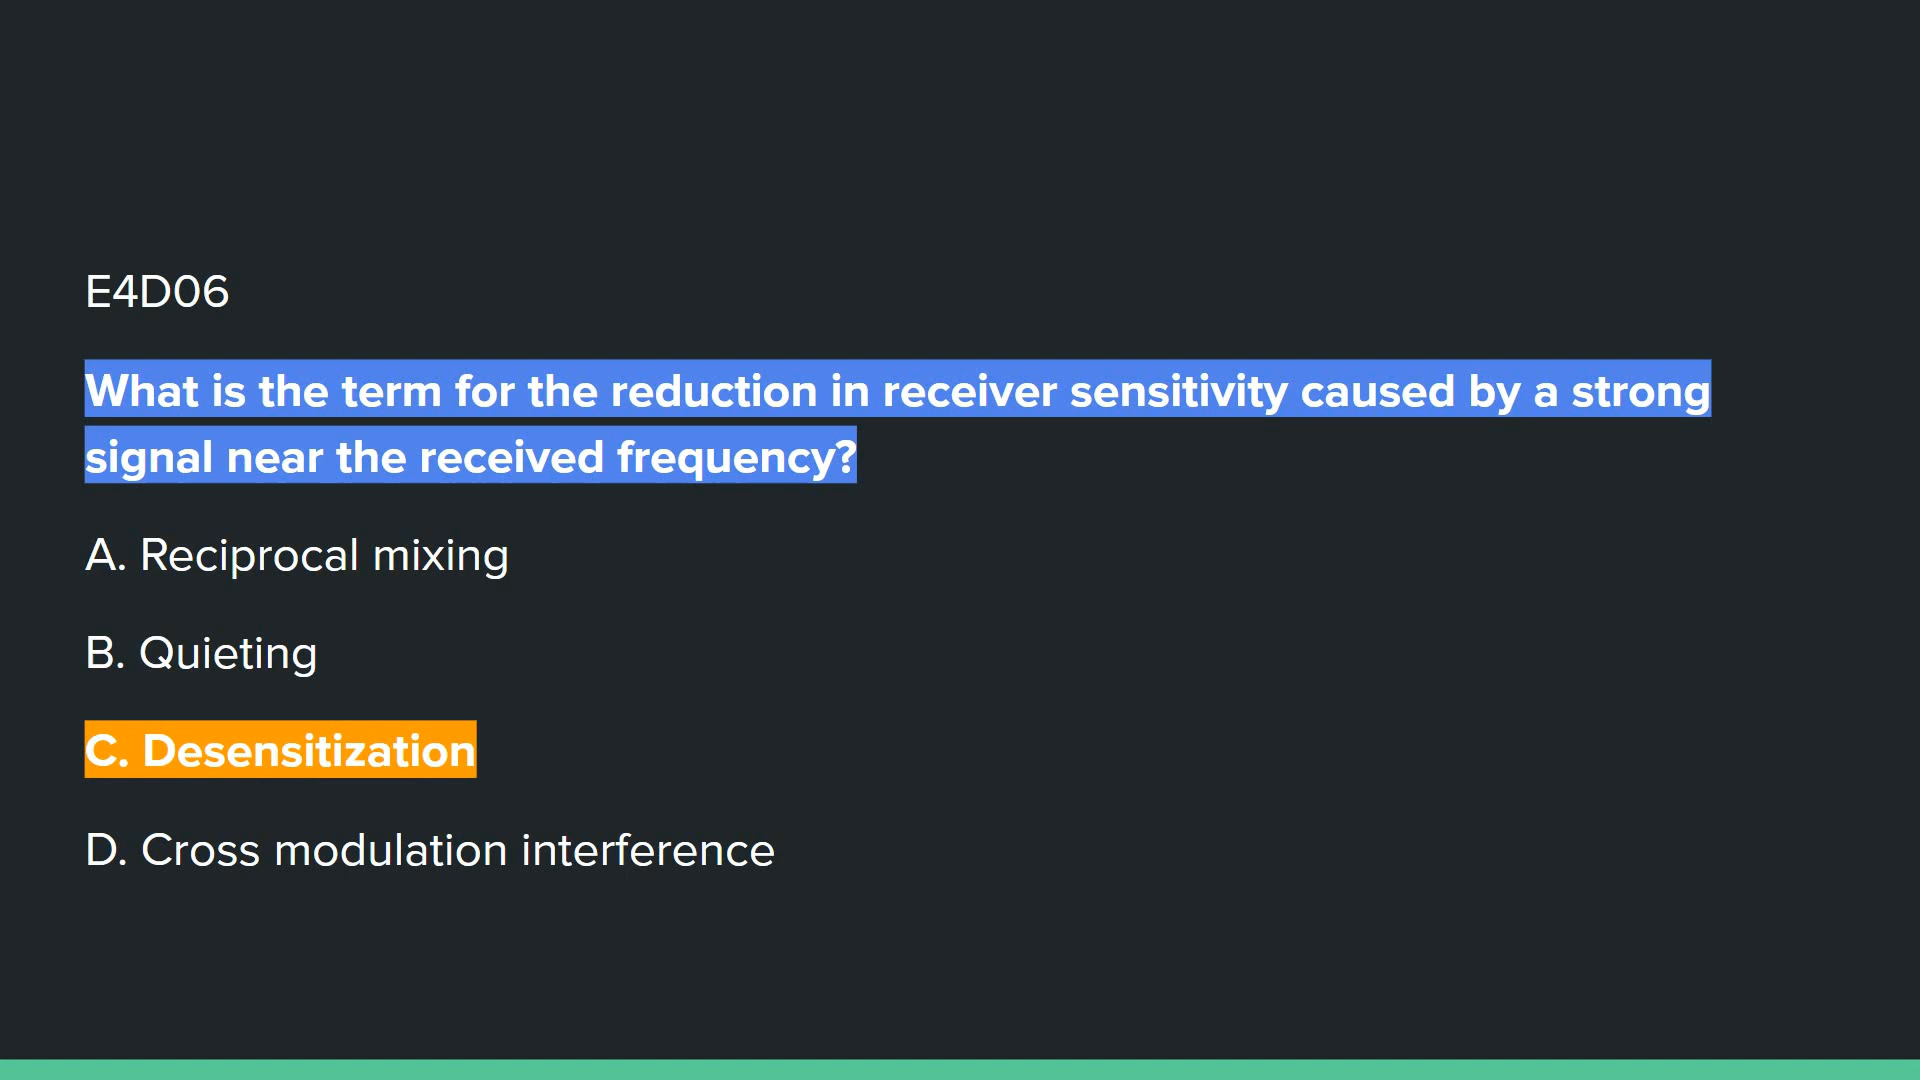 E4D06
What is the term for the reduction in receiver sensitivity caused by a strong
signal near the received frequency?
A. Reciprocal mixing
B. Quieting
C. Desensitization
D. Cross modulation interference